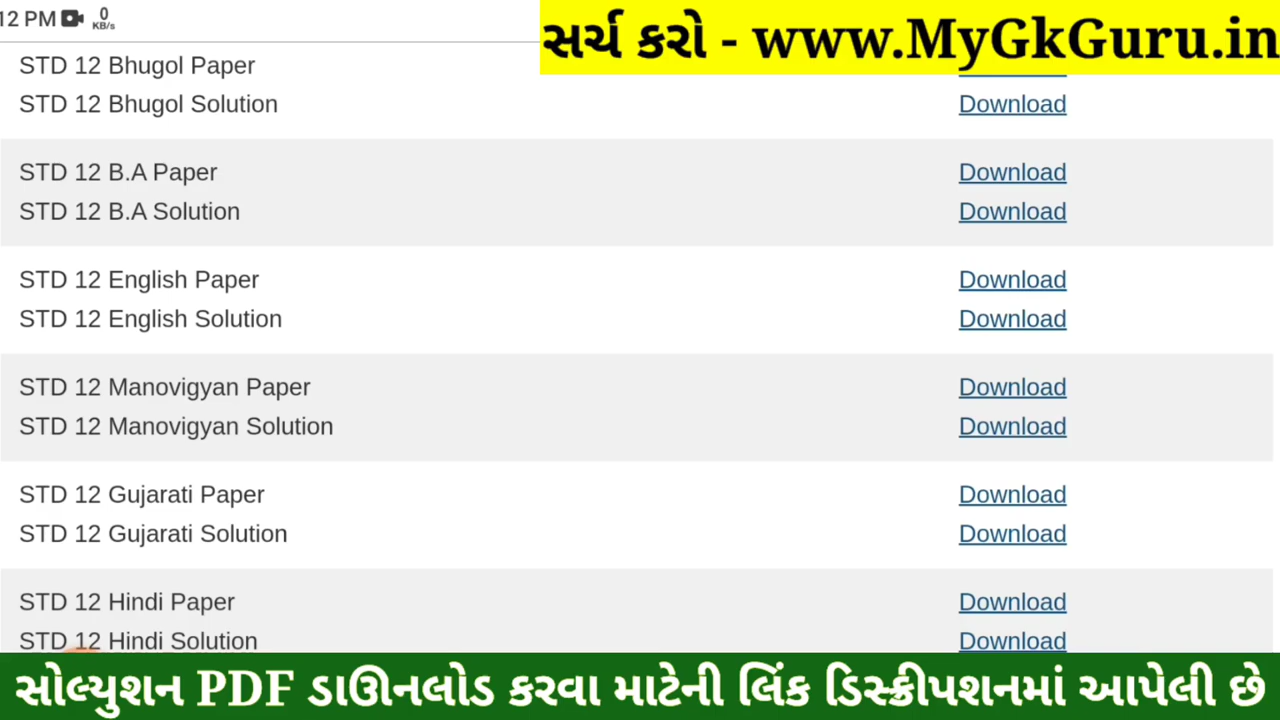 12 PM 0 KB/s
સર્ચ કરો - www.MyGkGuru.in
STD 12 Bhugol Paper
STD 12 Bhugol Solution Download
STD 12 B.A Paper Download
STD 12 B.A Solution Download
STD 12 English Paper Download
STD 12 English Solution Download
STD 12 Manovigyan Paper Download
STD 12 Manovigyan Solution Download
STD 12 Gujarati Paper Download
STD 12 Gujarati Solution Download
STD 12 Hindi Paper Download
STD 12 Hindi Solution Download
સોલ્યુશન PDF ડાઊનલોડ કરવા માટેની લિંક ડિસ્ક્રીપશનમાં આપેલી છે